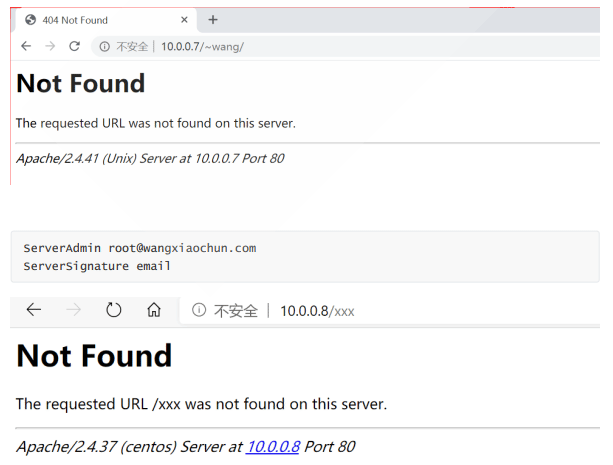 404 Not Found
不安全 | 10.0.0.7/~wang/
Not Found
The requested URL was not found on this server.
Apache/2.4.41 (Unix) Server at 10.0.0.7 Port 80
ServerAdmin root@wangxiaochun.com
ServerSignature email
不安全 | 10.0.0.8/xxx
Not Found
The requested URL /xxx was not found on this server.
Apache/2.4.37 (centos) Server at 10.0.0.8 Port 80